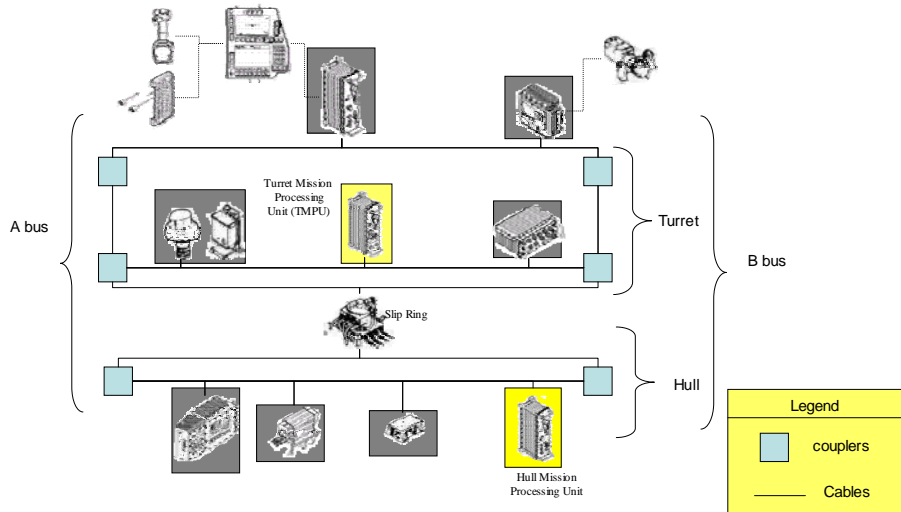 Turret Mission
Processing
Unit (TMPU)
A bus
Turret
B bus
Slip Ring
Hull
Hull Mission
Processing Unit
Legend
couplers
Cables